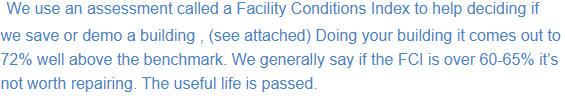 We use an assessment called a Facility Conditions Index to help deciding if
we save or demo a building , (see attached) Doing your building it comes out to
72% well above the benchmark. We generally say if the FCI is over 60-65% it's
not worth repairing. The useful life is passed.